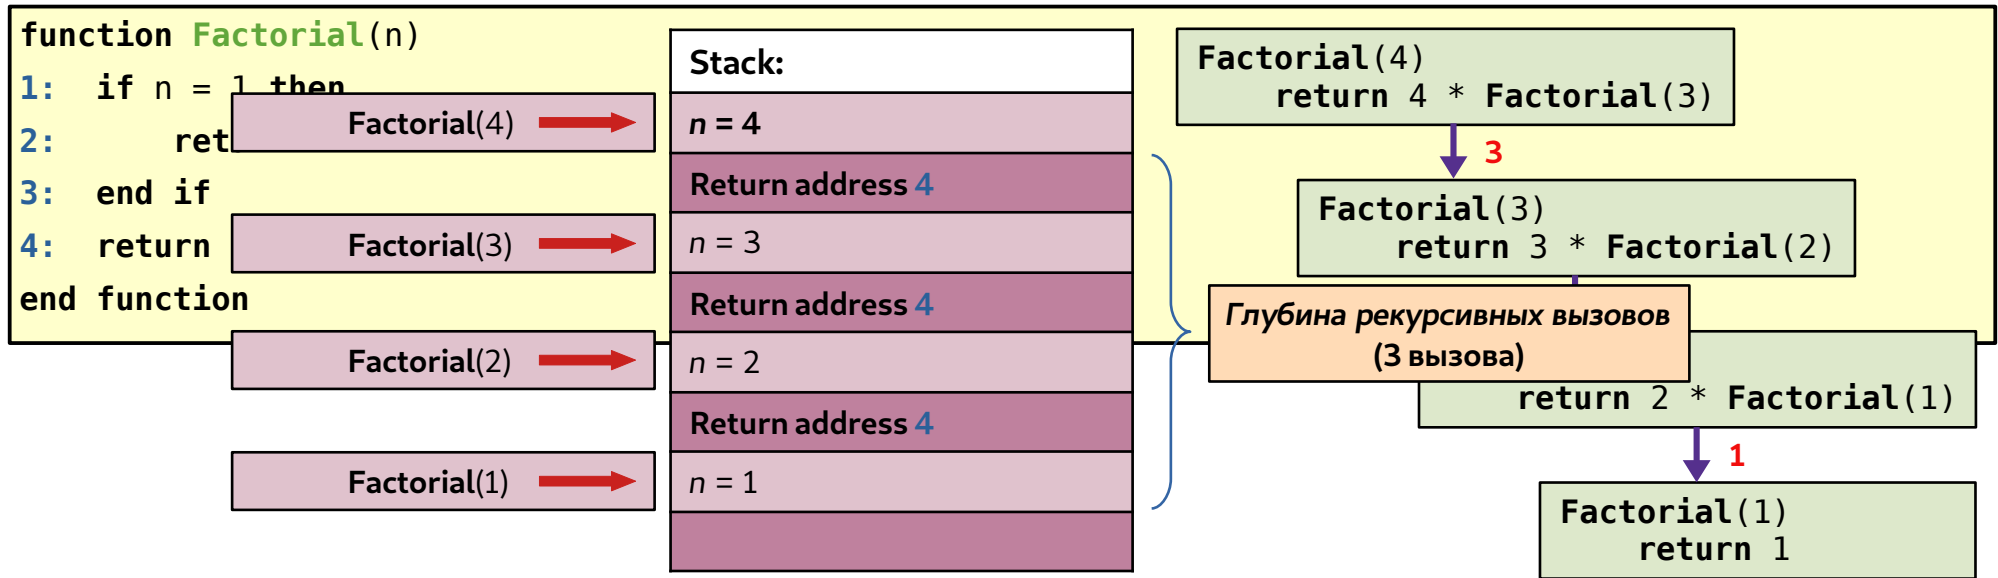 function Factorial(n)
1: if n = 1 then
2:
3: end if
4: return
end function
Factorial(4)
Factorial(3)
Factorial(2)
Factorial(1)
Stack:
n = 4
Return address 4
n = 3
Return address 4
n = 2
Return address 4
n = 1
Factorial(4)
return 4 * Factorial(3)
3
Factorial(3)
return 3 * Factorial(2)
Глубина рекурсивных вызовов
(3 вызова)
return 2 * Factorial(1)
1
Factorial(1)
return 1